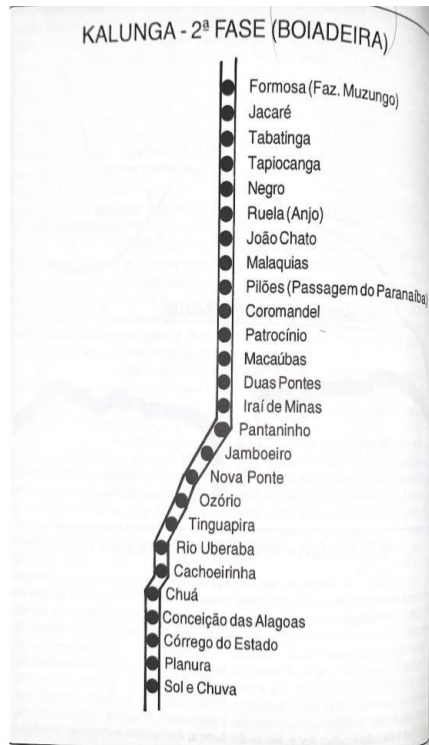 KALUNGA - 2ª FASE (BOIADEIRA)
Formosa (Faz. Muzungo)
Jacaré
Tabatinga
Tapiocanga
Negro
Ruela (Anjo)
João Chato
Malaquias
Pilões (Passagem do Paranaíba)
Coromandel
Patrocínio
Macaúbas
Duas Pontes
Iraí de Minas
Pantaninho
Jamboeiro
Nova Ponte
Ozório
Tinguapira
Rio Uberaba
Cachoeirinha
Chuá
Conceição das Alagoas
Córrego do Estado
Planura
Sol e Chuva